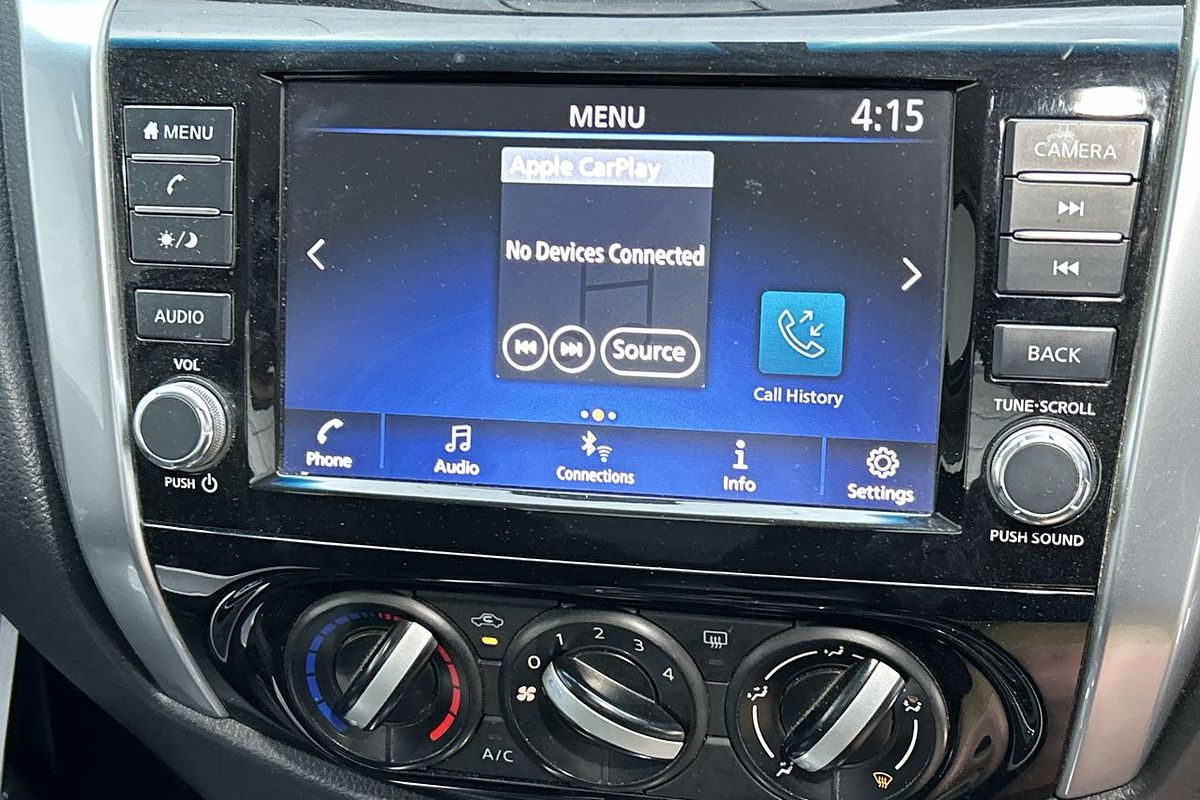 MENU
MENU
4:15
CAMERA
Apple CarPlay
No Devices Connected
AUDIO
Source
BACK
VOL
Call History
TUNE·SCROLL
Phone
Audio
Connections
Info
Settings
PUSH
PUSH SOUND
0 1 2 3 4
A/C